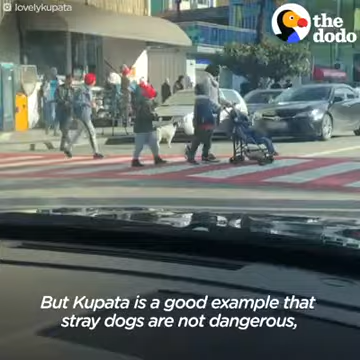 lovelykupata
the
dodo
But Kupata is a good example that
stray dogs are not dangerous,